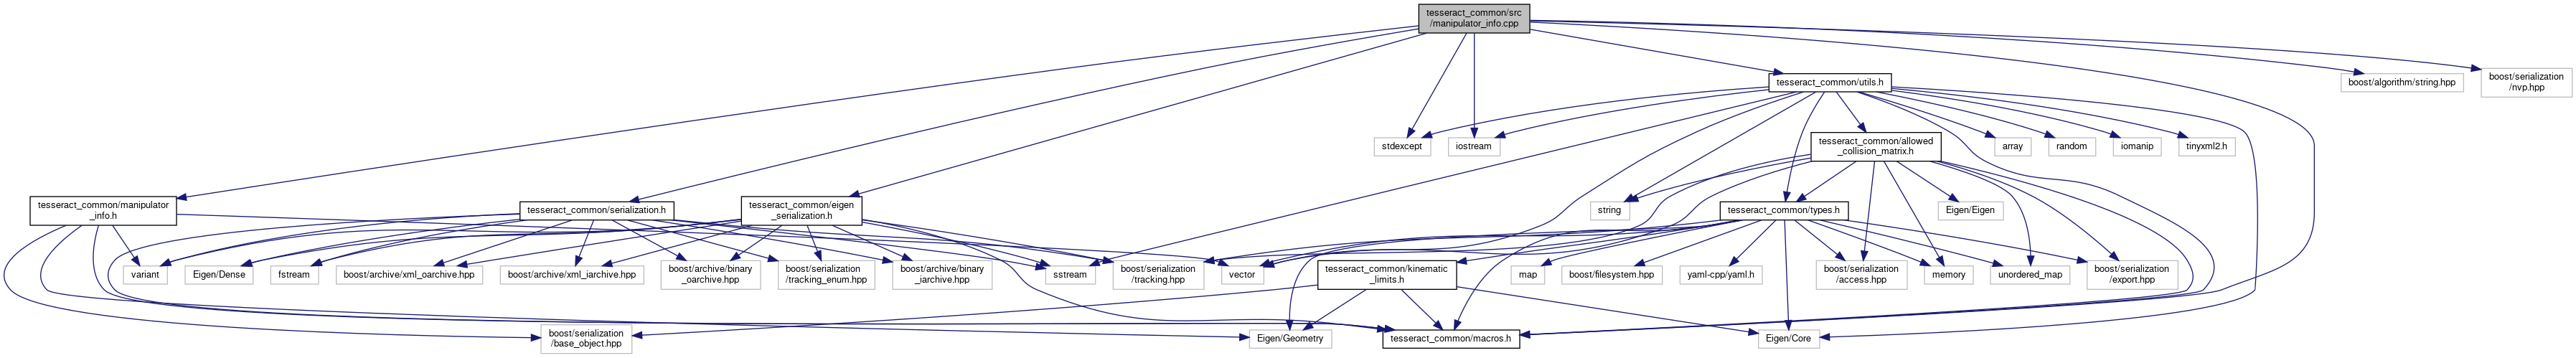 tesseract_common/src
/manipulator_info.cpp
tesseract_common/utils.h
boost/algorithm/string.hpp
boost/serialization
/nvp.hpp
stdexcept
iostream
tesseract_common/allowed
_collision_matrix.h
array
random
iomanip
tinyxml2.h
tesseract_common/manipulator
_info.h
tesseract_common/serialization.h
tesseract_common/eigen
_serialization.h
string
tesseract_common/types.h
Eigen/Eigen
variant
Eigen/Dense
fstream
boost/archive/xml_oarchive.hpp
boost/archive/xml_iarchive.hpp
boost/archive/binary
_oarchive.hpp
boost/serialization
/tracking_enum.hpp
boost/archive/binary
_iarchive.hpp
sstream
boost/serialization
/tracking.hpp
vector
tesseract_common/kinematic
_limits.h
map
boost/filesystem.hpp
yaml-cpp/yaml.h
boost/serialization
/access.hpp
memory
unordered_map
boost/serialization
/export.hpp
boost/serialization
/base_object.hpp
Eigen/Geometry
tesseract_common/macros.h
Eigen/Core